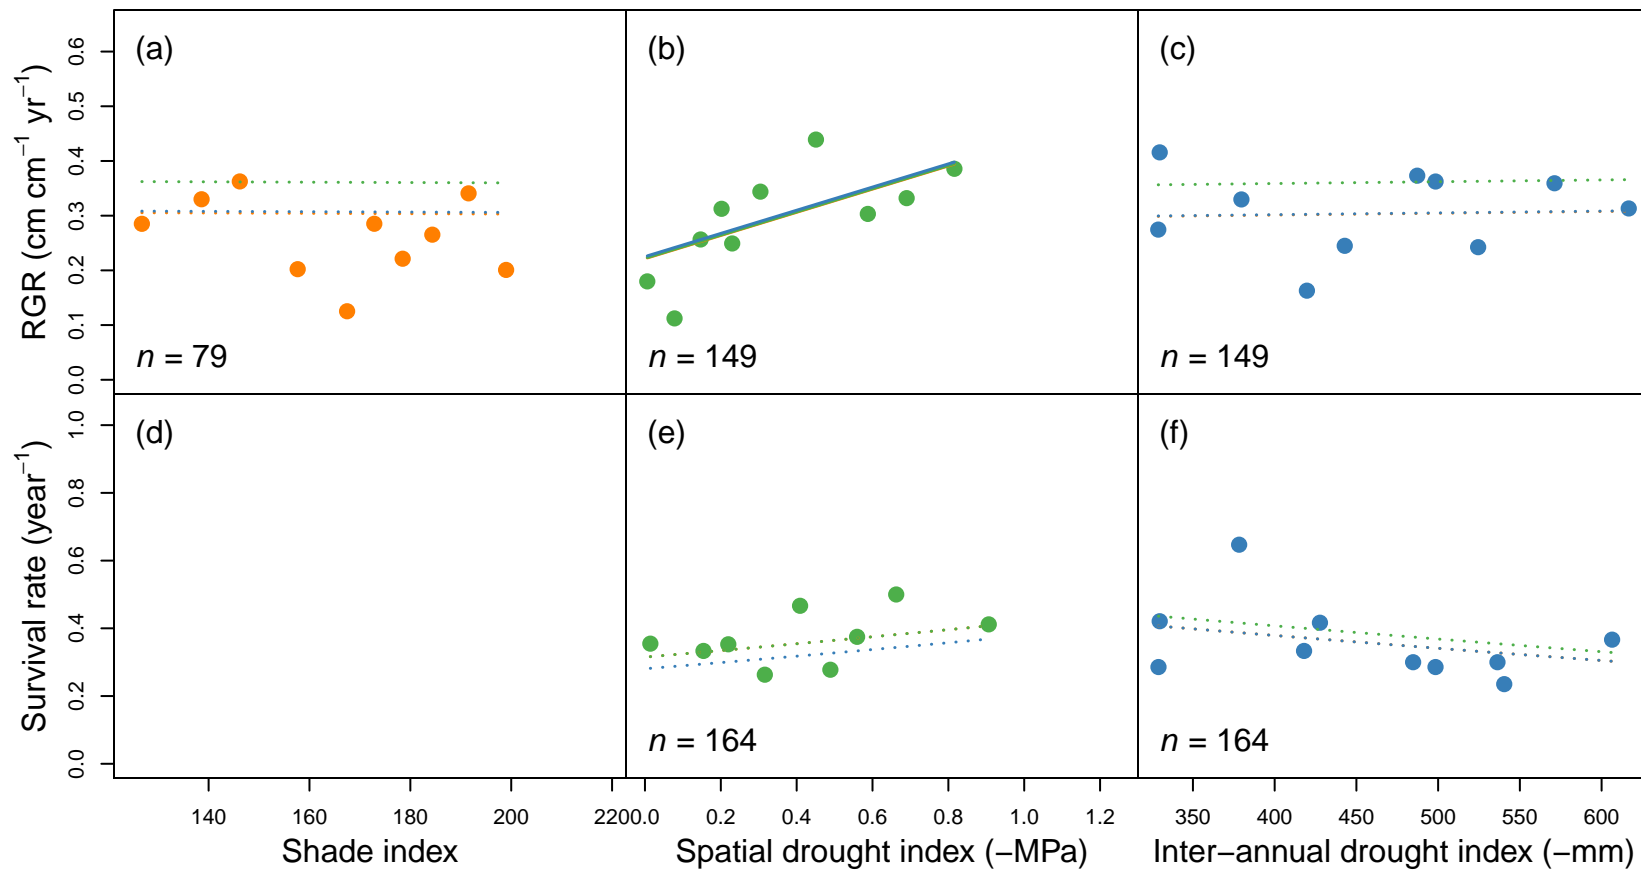 (a)
(b)
(c)
RGR (cm cm⁻¹ yr⁻¹)
0.0 0.1 0.2 0.3 0.4 0.5 0.6
n = 79
n = 149
n = 149
(d)
(e)
(f)
Survival rate (year⁻¹)
0.0 0.2 0.4 0.6 0.8 1.0
n = 164
n = 164
140 160 180 200 220
0.0 0.2 0.4 0.6 0.8 1.0 1.2
350 400 450 500 550 600
Shade index
Spatial drought index (−MPa)
Inter−annual drought index (−mm)